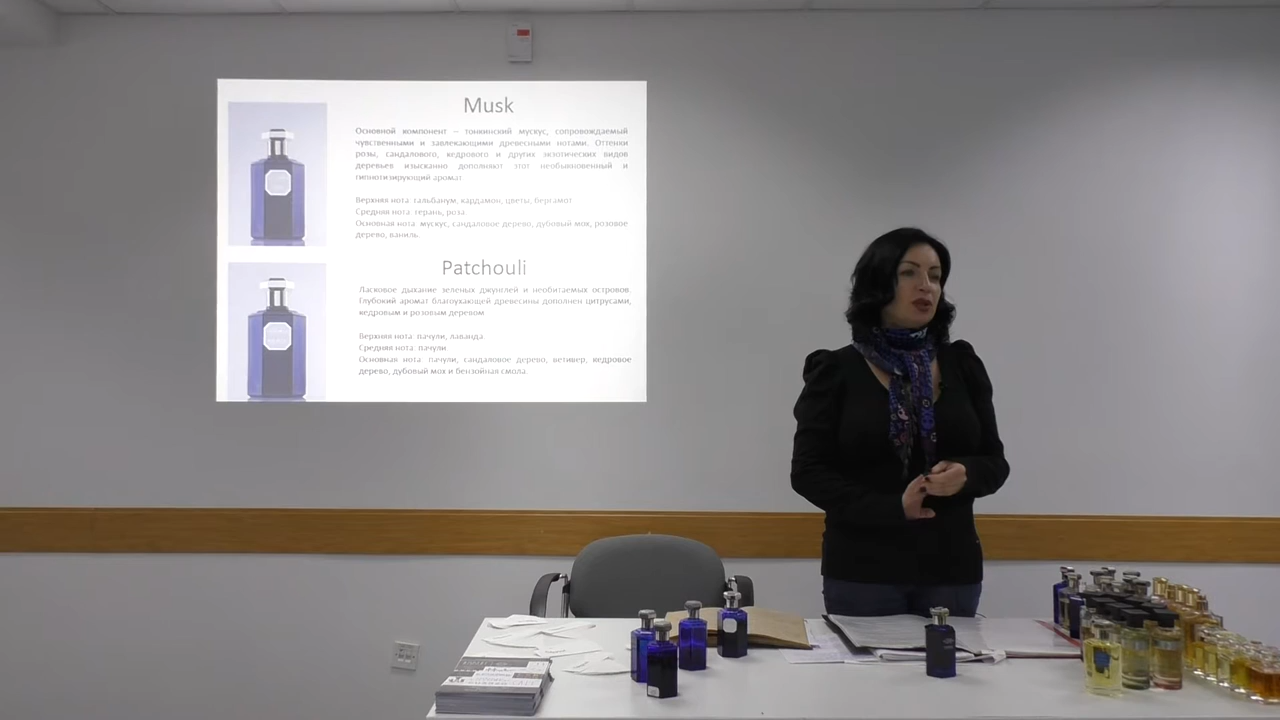 Musk
Основной компонент – тонкинский мускус, сопровождаемый
чувственными и завлекающими древесными нотами. Оттенки
розы, сандалового, кедрового и других экзотических видов
деревьев изысканно дополняют этот необыкновенный и
гипнотизирующий аромат.
Верхняя нота: гальбанум, кардамон, цветы, бергамот
Средняя нота: герань, роза.
Основная нота: мускус, сандаловое дерево, дубовый мох, розовое
дерево, ваниль.
Patchouli
Ласковое дыхание зеленых джунглей и необитаемых островов.
Глубокий аромат благоухающей древесины дополнен цитрусами,
кедровым и розовым деревом
Верхняя нота: пачули, лаванда
Средняя нота: пачули
Основная нота: пачули, сандаловое дерево, ветивер, кедровое
дерево, дубовый мох и бензойная смола.